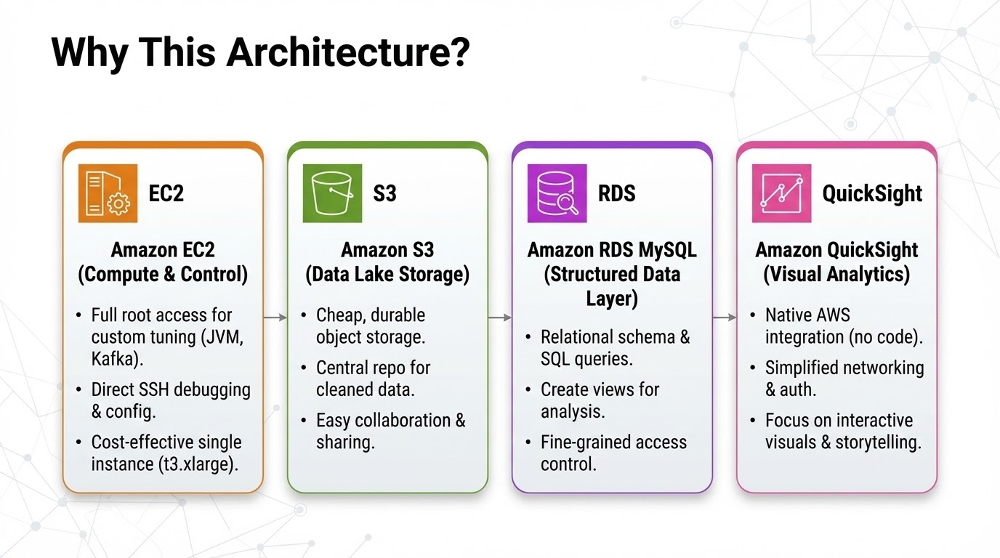 Why This Architecture?
EC2
Amazon EC2
(Compute & Control)
• Full root access for
custom tuning (JVM,
Kafka).
• Direct SSH debugging
& config.
• Cost-effective single
instance (t3.xlarge).
S3
Amazon S3
(Data Lake Storage)
• Cheap, durable
object storage.
• Central repo for
cleaned data.
• Easy collaboration &
sharing.
RDS
Amazon RDS MySQL
(Structured Data
Layer)
• Relational schema &
SQL queries.
• Create views for
analysis.
• Fine-grained access
control.
QuickSight
Amazon QuickSight
(Visual Analytics)
• Native AWS
integration (no code).
• Simplified networking
& auth.
• Focus on interactive
visuals & storytelling.